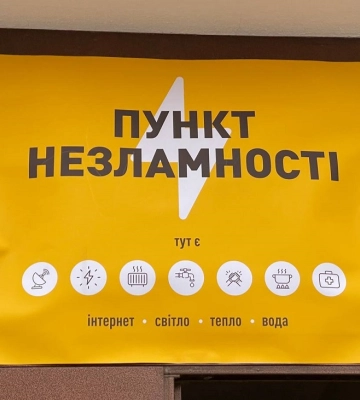 ПУНКТ
НЕЗЛАМНОСТІ
тут є
інтернет • світло • тепло • вода